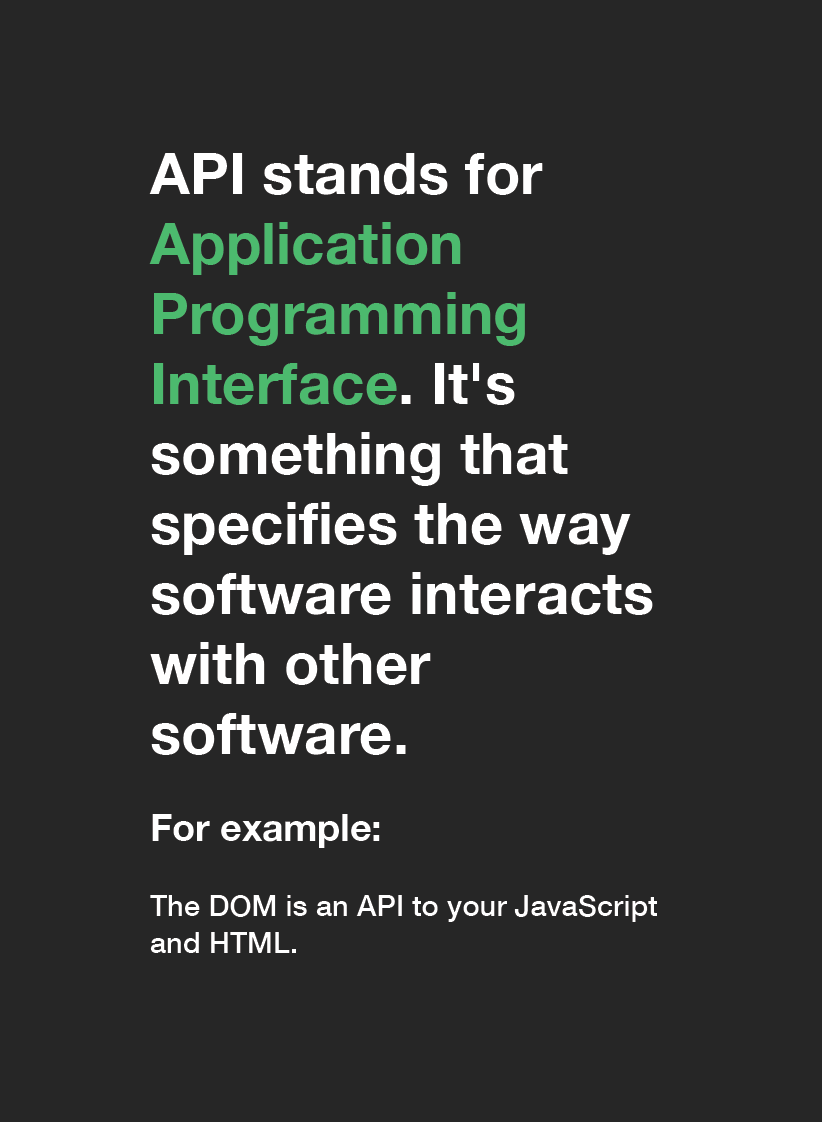 API stands for
Application
Programming
Interface. It's
something that
specifies the way
software interacts
with other
software.
For example:
The DOM is an API to your JavaScript
and HTML.